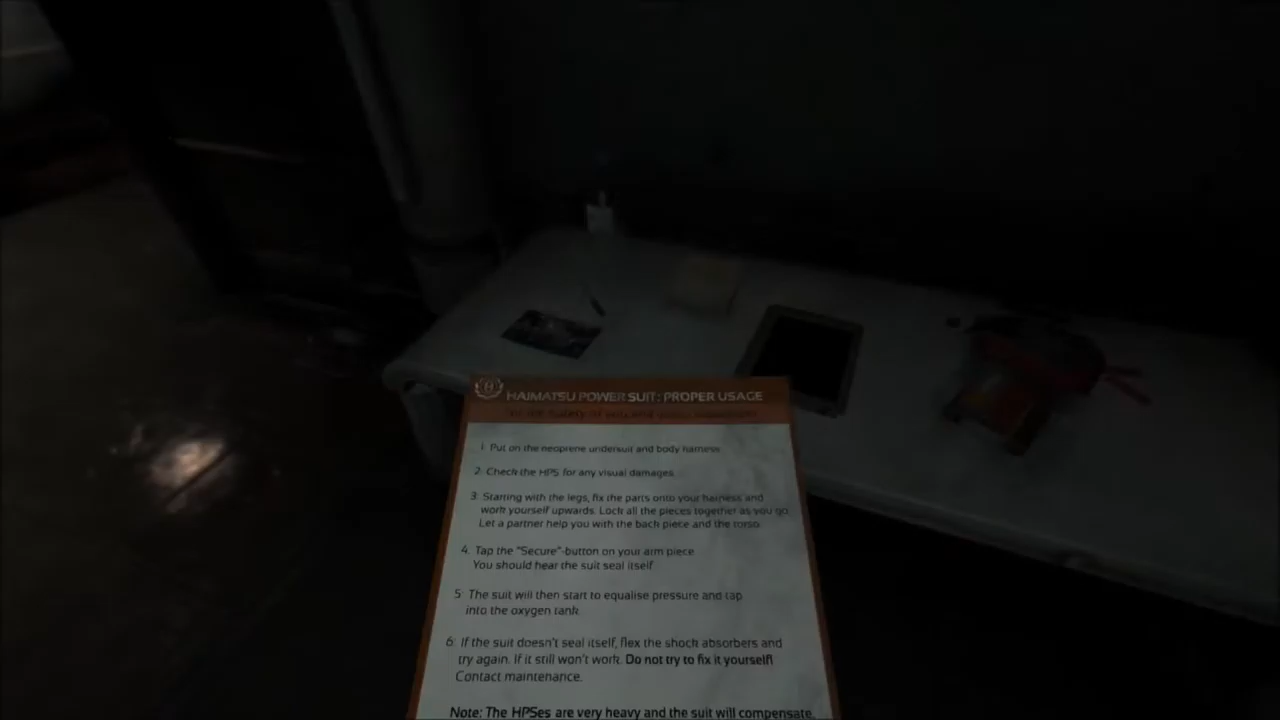 HAIMATSU POWER SUIT: PROPER USAGE
1. Put on the neoprene undersuit and body harness.
2. Check the HPS for any visual damages.
3. Starting with the legs, fix the parts onto your harness and
work yourself upwards. Lock all the pieces together as you go.
Let a partner help you with the back piece and the torso.
4. Tap the "Secure"-button on your arm piece.
You should hear the suit seal itself.
5. The suit will then start to equalise pressure and tap
into the oxygen tank.
6. If the suit doesn't seal itself, flex the shock absorbers and
try again. If it still won't work. Do not try to fix it yourself!
Contact maintenance.
Note: The HPSes are very heavy and the suit will compensate.